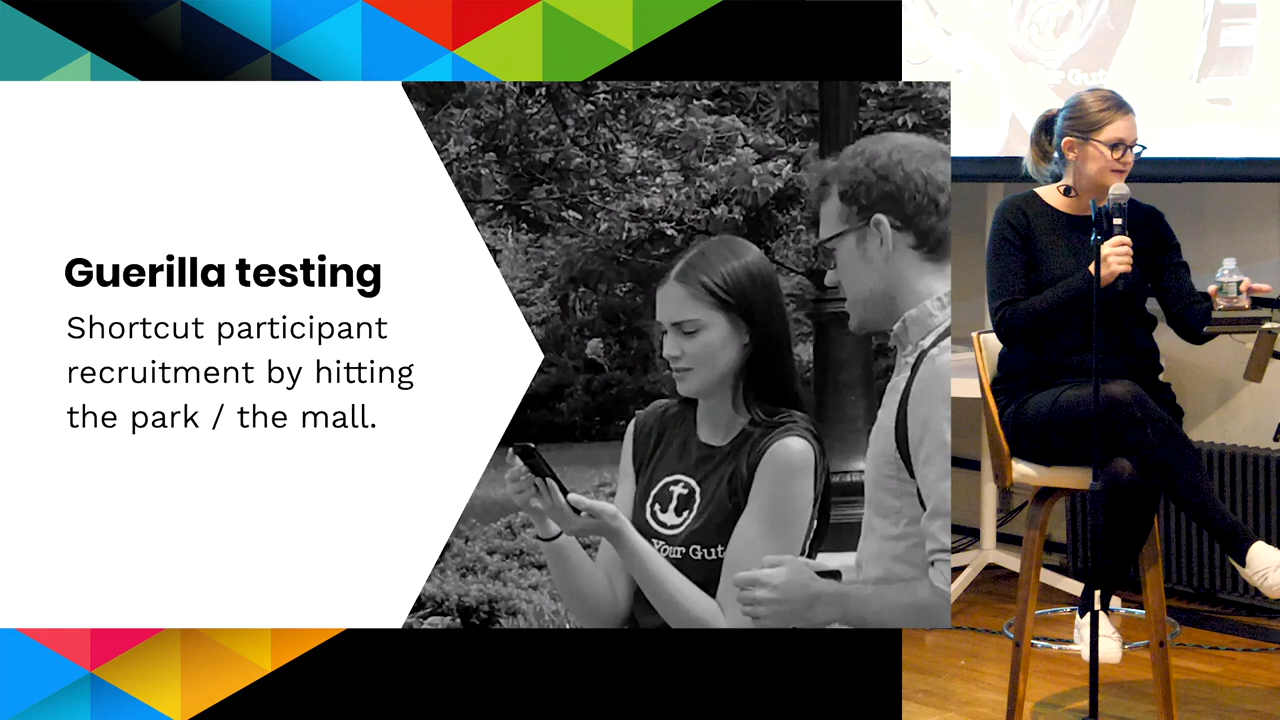 Guerilla testing
Shortcut participant
recruitment by hitting
the park / the mall.
Your Gut